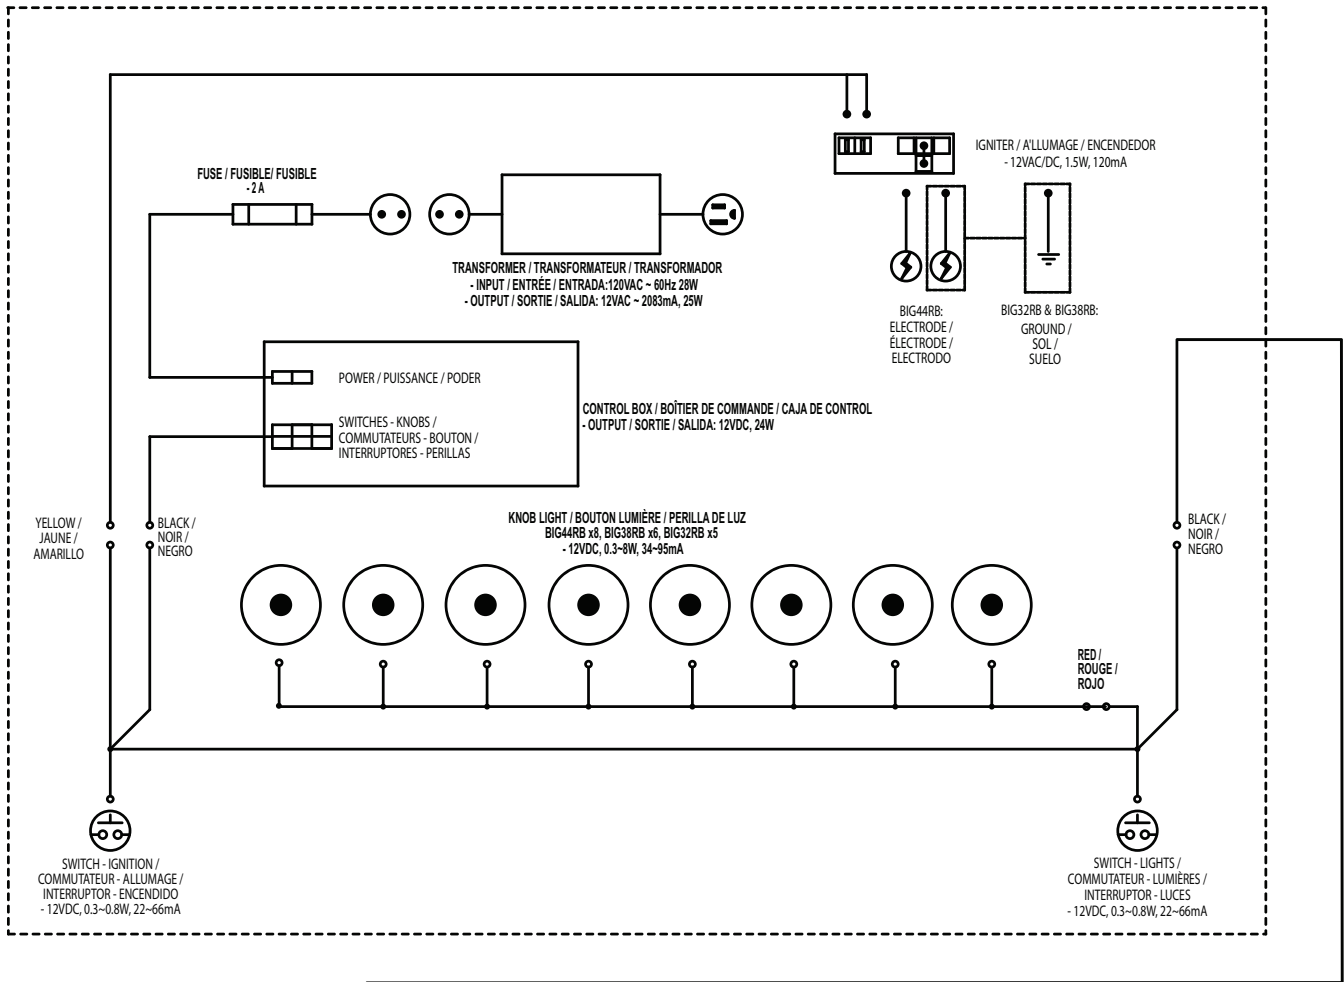 IGNITER / A'LLUMAGE / ENCENDEDOR
- 12VAC/DC, 1.5W, 120mA
FUSE / FUSIBLE/ FUSIBLE
- 2 A
TRANSFORMER / TRANSFORMATEUR / TRANSFORMADOR
- INPUT / ENTRÉE / ENTRADA:120VAC ~ 60Hz 28W
- OUTPUT / SORTIE / SALIDA: 12VAC ~ 2083mA, 25W
BIG44RB:
ELECTRODE /
ÉLECTRODE /
ELECTRODO
BIG32RB & BIG38RB:
GROUND /
SOL /
SUELO
POWER / PUISSANCE / PODER
SWITCHES - KNOBS /
COMMUTATEURS - BOUTON /
INTERRUPTORES - PERILLAS
CONTROL BOX / BOÎTIER DE COMMANDE / CAJA DE CONTROL
- OUTPUT / SORTIE / SALIDA: 12VDC, 24W
YELLOW /
JAUNE /
AMARILLO
BLACK /
NOIR /
NEGRO
KNOB LIGHT / BOUTON LUMIÈRE / PERILLA DE LUZ
BIG44RB x8, BIG38RB x6, BIG32RB x5
- 12VDC, 0.3~8W, 34~95mA
BLACK /
NOIR /
NEGRO
RED /
ROUGE /
ROJO
SWITCH - IGNITION /
COMMUTATEUR - ALLUMAGE /
INTERRUPTOR - ENCENDIDO
- 12VDC, 0.3~0.8W, 22~66mA
SWITCH - LIGHTS /
COMMUTATEUR - LUMIÈRES /
INTERRUPTOR - LUCES
- 12VDC, 0.3~0.8W, 22~66mA